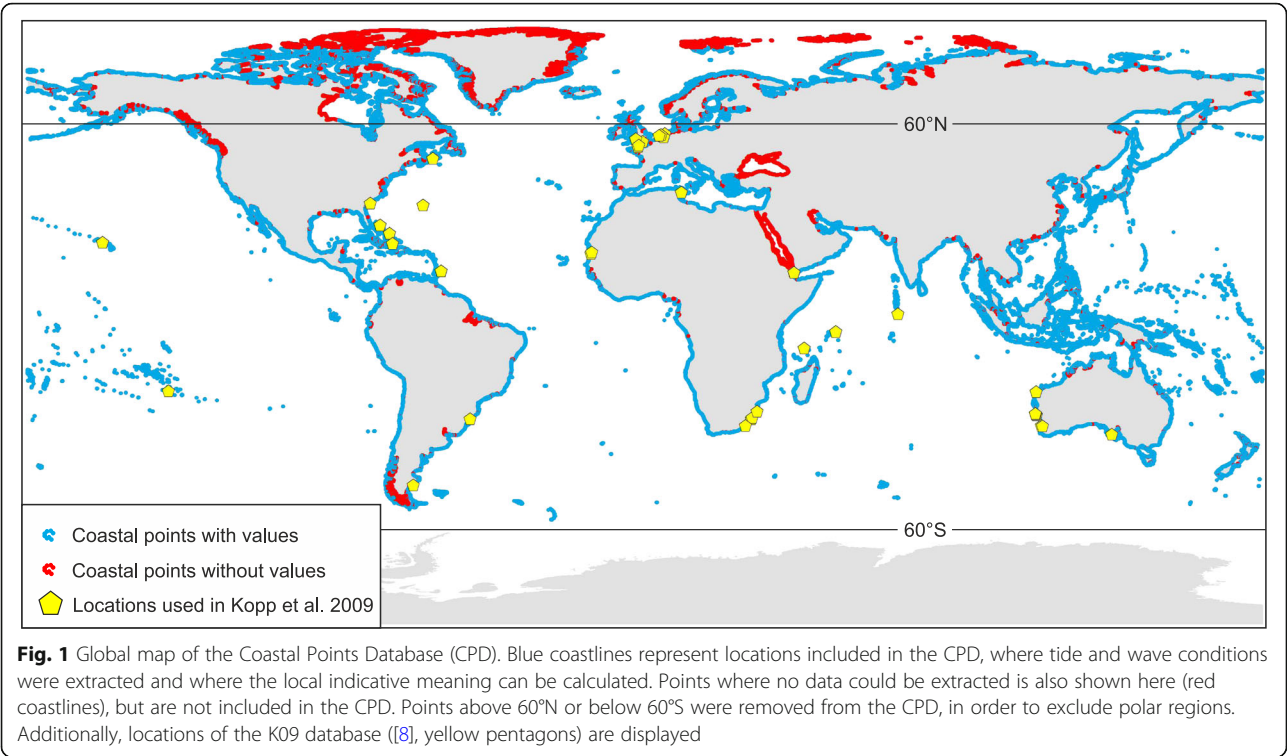 60°N
60°S
Coastal points with values
Coastal points without values
Locations used in Kopp et al. 2009
Fig. 1 Global map of the Coastal Points Database (CPD). Blue coastlines represent locations included in the CPD, where tide and wave conditions
were extracted and where the local indicative meaning can be calculated. Points where no data could be extracted is also shown here (red
coastlines), but are not included in the CPD. Points above 60°N or below 60°S were removed from the CPD, in order to exclude polar regions.
Additionally, locations of the K09 database ([8], yellow pentagons) are displayed